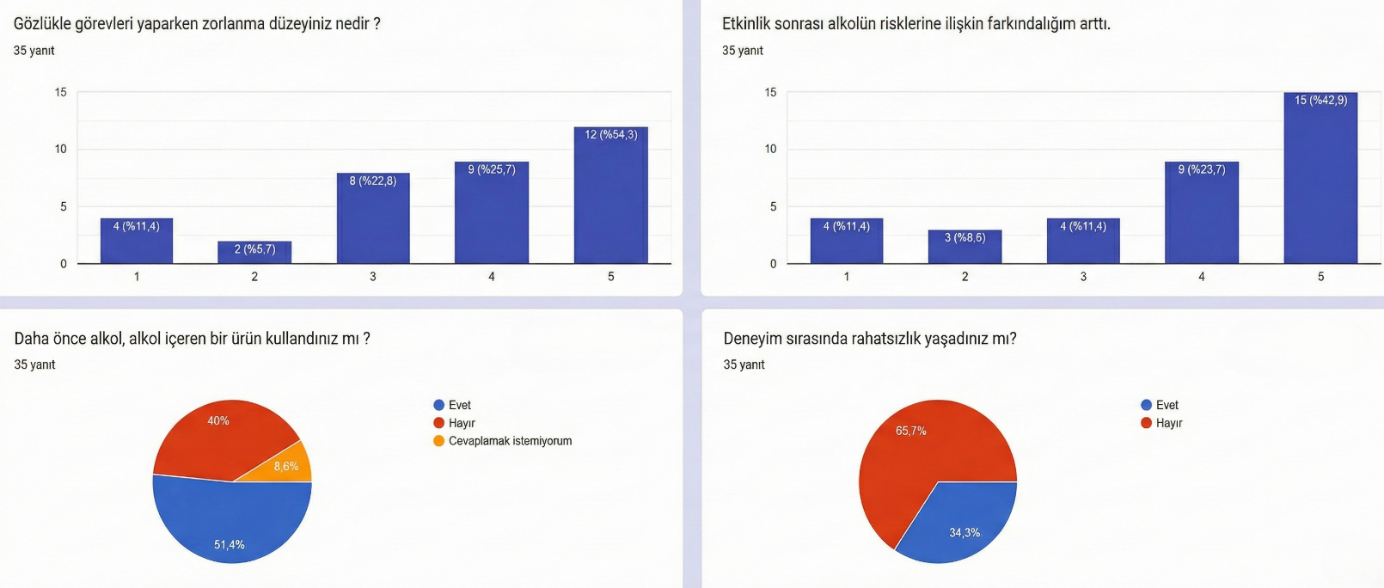 Gözlükle görevleri yaparken zorlanma düzeyiniz nedir ?
35 yanıt
15
10
5
0
4 (%11,4)
2 (%5,7)
8 (%22,8)
9 (%25,7)
12 (%54,3)
1
2
3
4
5
Etkinlik sonrası alkolün risklerine ilişkin farkındalığım arttı.
35 yanıt
15
10
5
0
4 (%11,4)
3 (%8,6)
4 (%11,4)
9 (%23,7)
15 (%42,9)
1
2
3
4
5
Daha önce alkol, alkol içeren bir ürün kullandınız mı ?
35 yanıt
40%
8,6%
51,4%
Evet
Hayır
Cevaplamak istemiyorum
Deneyim sırasında rahatsızlık yaşadınız mı?
35 yanıt
65,7%
34,3%
Evet
Hayır